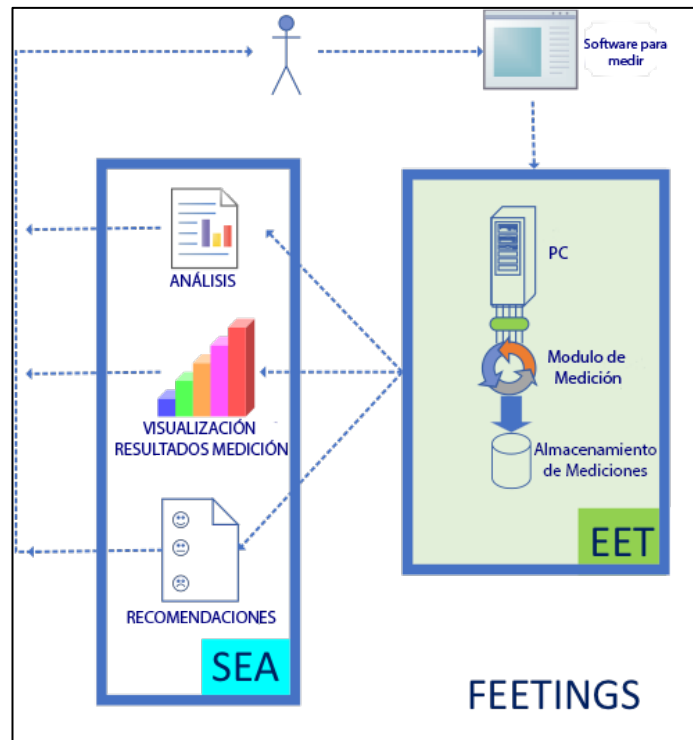 Software para
medir
PC
Modulo de
Medición
Almacenamiento
de Mediciones
EET
ANÁLISIS
VISUALIZACIÓN
RESULTADOS MEDICIÓN
RECOMENDACIONES
SEA
FEETINGS